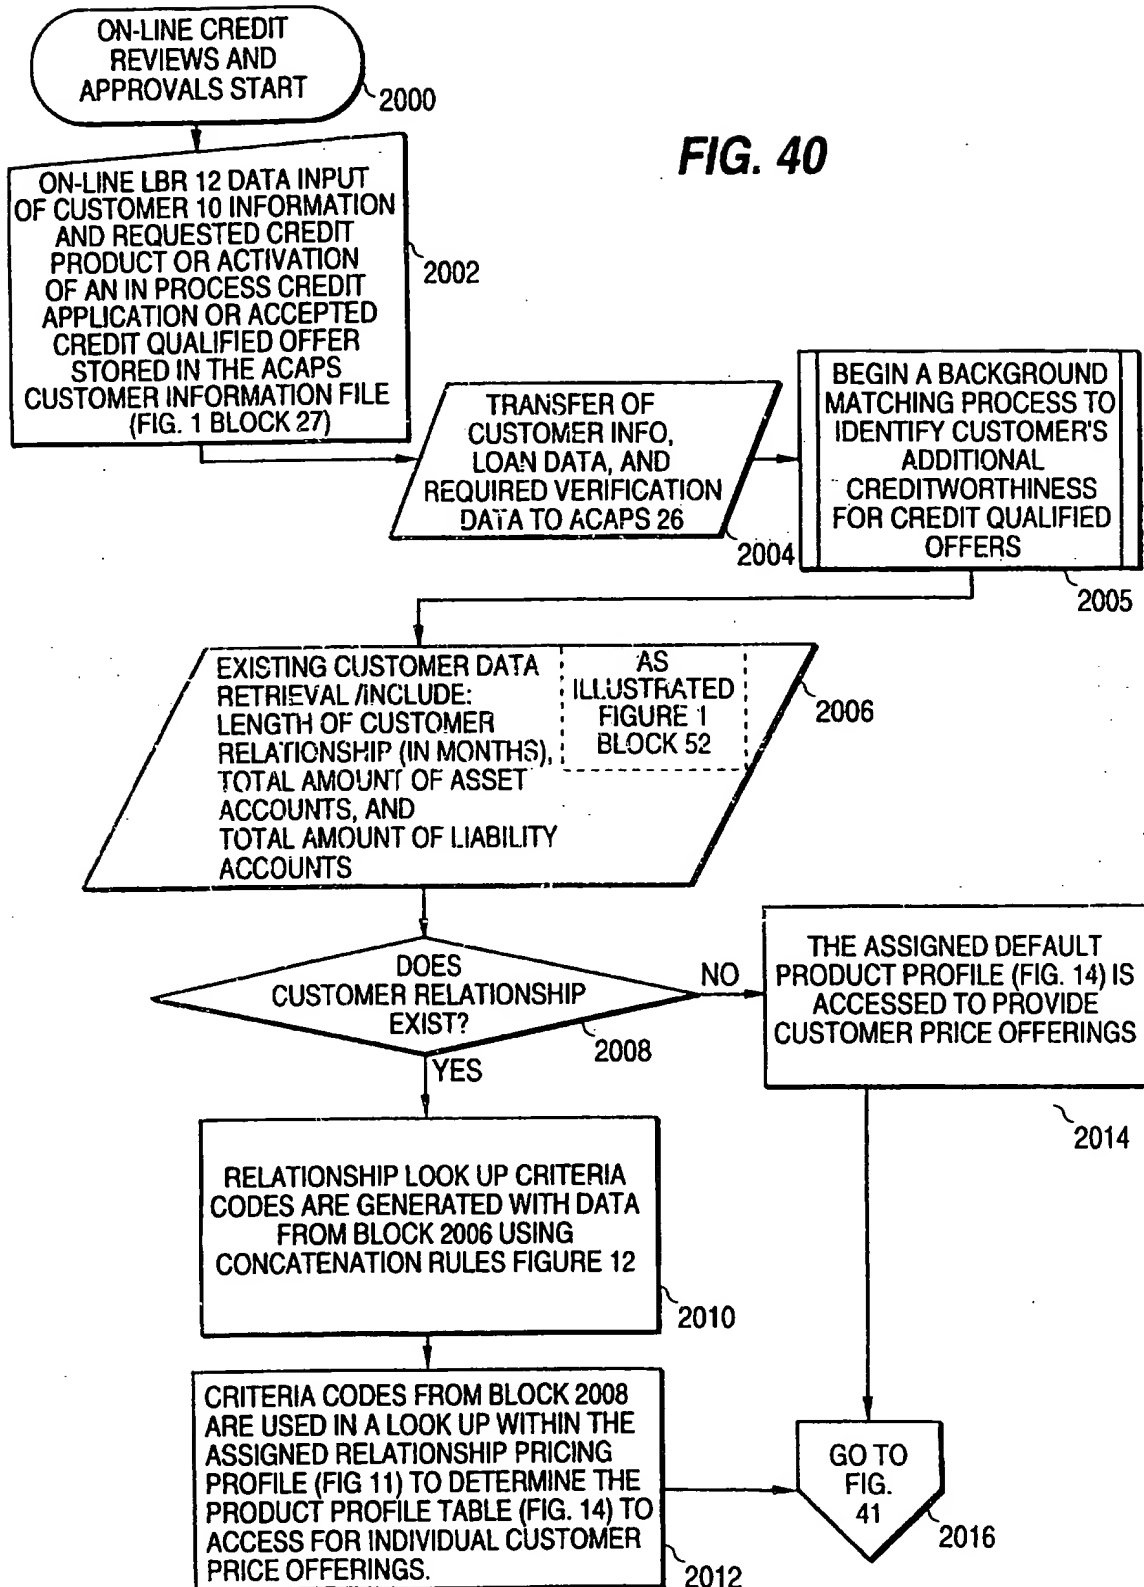 ON-LINE CREDIT
REVIEWS AND
APPROVALS START
2000
FIG. 40
ON-LINE LBR 12 DATA INPUT
OF CUSTOMER 10 INFORMATION
AND REQUESTED CREDIT
PRODUCT OR ACTIVATION
OF AN IN PROCESS CREDIT
APPLICATION OR ACCEPTED
CREDIT QUALIFIED OFFER
STORED IN THE ACAPS
CUSTOMER INFORMATION FILE
(FIG. 1 BLOCK 27)
2002
TRANSFER OF
CUSTOMER INFO,
LOAN DATA, AND
REQUIRED VERIFICATION
DATA TO ACAPS 26
2004
BEGIN A BACKGROUND
MATCHING PROCESS TO
IDENTIFY CUSTOMER'S
ADDITIONAL
CREDITWORTHINESS
FOR CREDIT QUALIFIED
OFFERS
2005
EXISTING CUSTOMER DATA
RETRIEVAL /INCLUDE:
LENGTH OF CUSTOMER
RELATIONSHIP (IN MONTHS),
TOTAL AMOUNT OF ASSET
ACCOUNTS, AND
TOTAL AMOUNT OF LIABILITY
ACCOUNTS
AS
ILLUSTRATED
FIGURE 1
BLOCK 52
2006
DOES
CUSTOMER RELATIONSHIP
EXIST?
2008
NO
YES
THE ASSIGNED DEFAULT
PRODUCT PROFILE (FIG. 14) IS
ACCESSED TO PROVIDE
CUSTOMER PRICE OFFERINGS
2014
RELATIONSHIP LOOK UP CRITERIA
CODES ARE GENERATED WITH DATA
FROM BLOCK 2006 USING
CONCATENATION RULES FIGURE 12
2010
CRITERIA CODES FROM BLOCK 2008
ARE USED IN A LOOK UP WITHIN THE
ASSIGNED RELATIONSHIP PRICING
PROFILE (FIG 11) TO DETERMINE THE
PRODUCT PROFILE TABLE (FIG. 14) TO
ACCESS FOR INDIVIDUAL CUSTOMER
PRICE OFFERINGS.
2012
GO TO
FIG.
41
2016